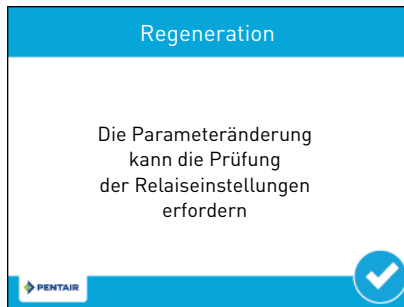 Regeneration
Die Parameteränderung
kann die Prüfung
der Relaiseinstellungen
erfordern
PENTAIR